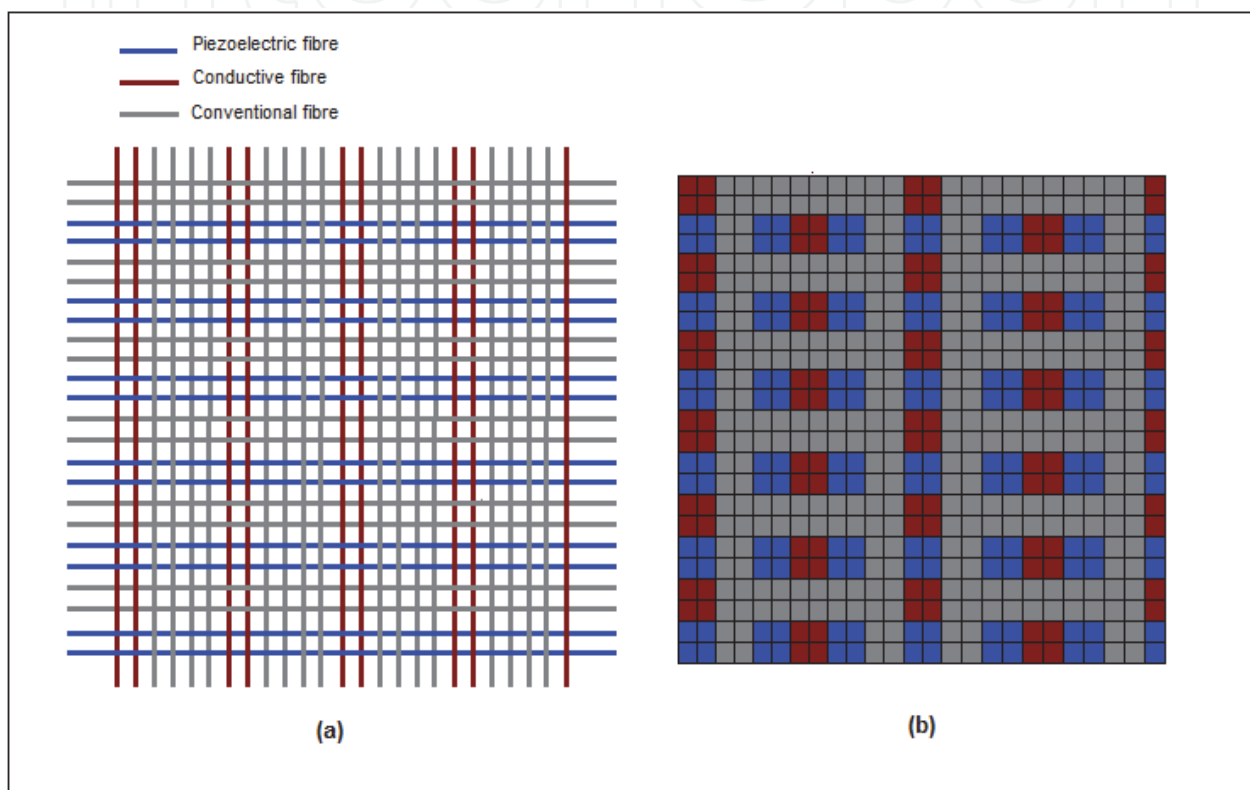 Piezoelectric fibre
Conductive fibre
Conventional fibre
(a)
(b)